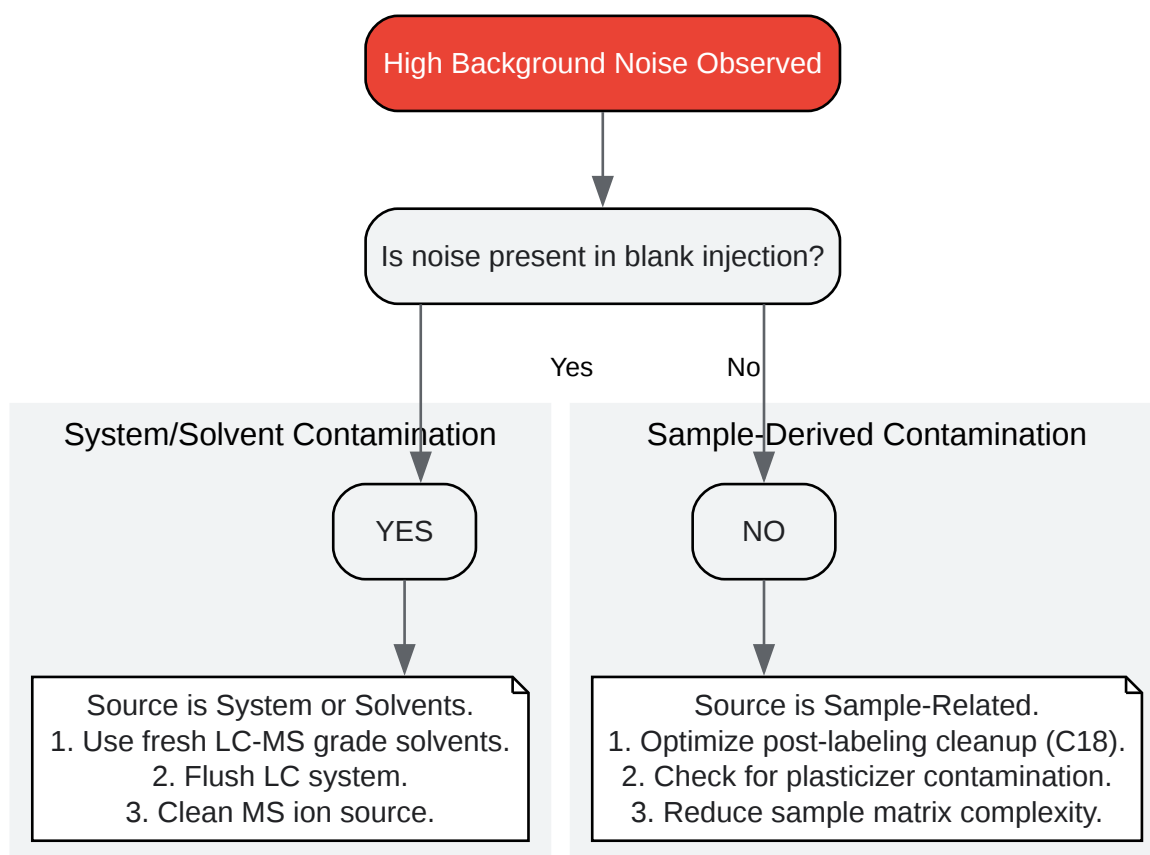 High Background Noise Observed
Is noise present in blank injection?
Yes
No
System/Solvent Contamination
Sample-Derived Contamination
YES
NO
Source is System or Solvents.
1. Use fresh LC-MS grade solvents.
2. Flush LC system.
3. Clean MS ion source.
Source is Sample-Related.
1. Optimize post-labeling cleanup (C18).
2. Check for plasticizer contamination.
3. Reduce sample matrix complexity.